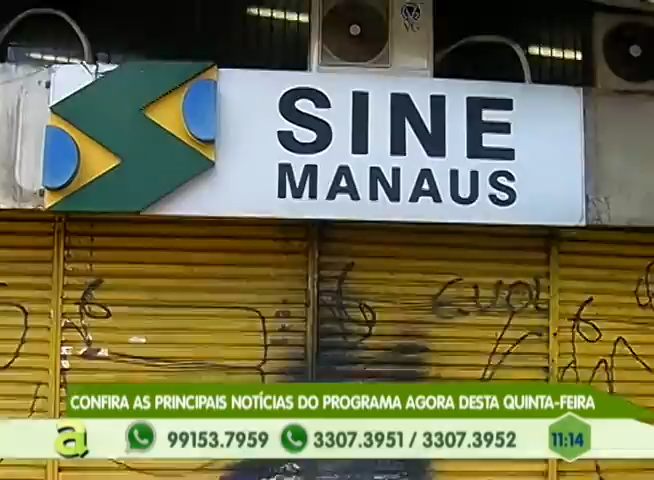 SINE
MANAUS
CONFIRA AS PRINCIPAIS NOTÍCIAS DO PROGRAMA AGORA DESTA QUINTA-FEIRA
a
99153.7959
3307.3951 / 3307.3952
11:14